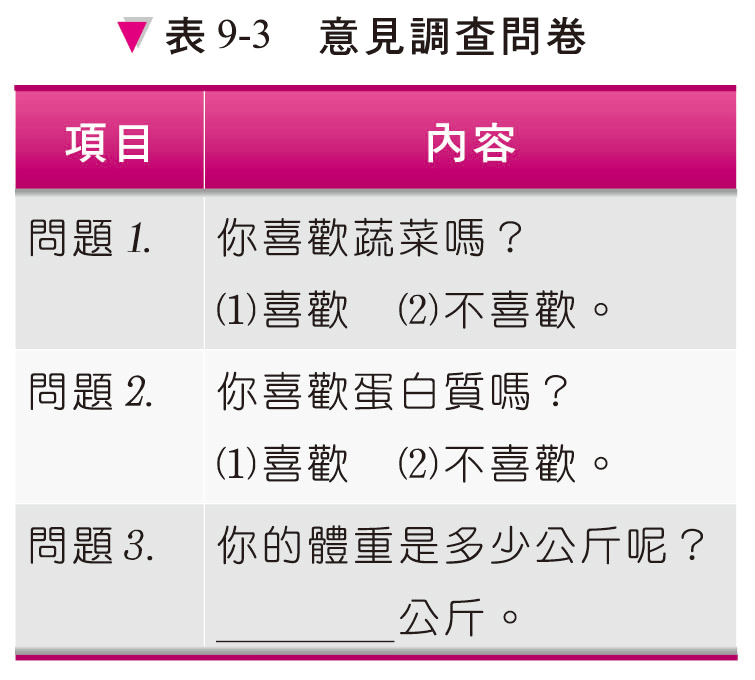 ▼表9-3 意見調查問卷
項目 內容
問題1. 你喜歡蔬菜嗎？
(1)喜歡 (2)不喜歡。
問題2. 你喜歡蛋白質嗎？
(1)喜歡 (2)不喜歡。
問題3. 你的體重是多少公斤呢？
________公斤。